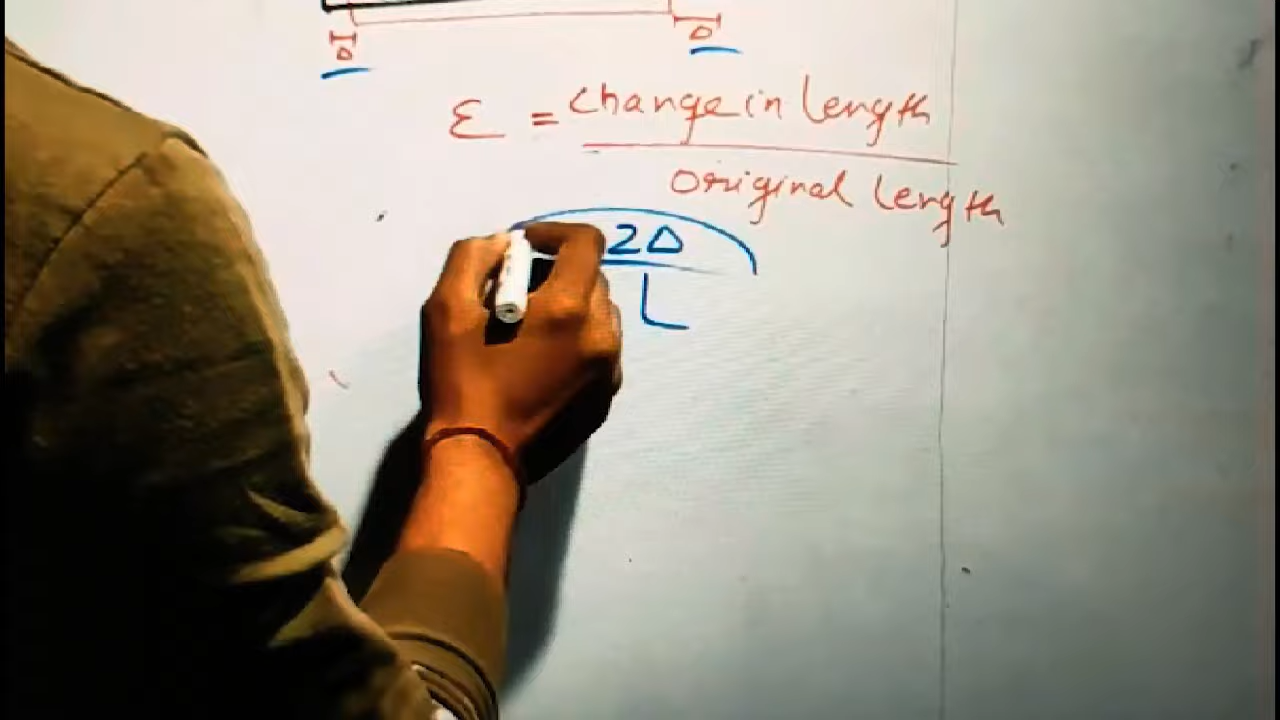 Δ Δ
ε = change in length
original length
2Δ
L